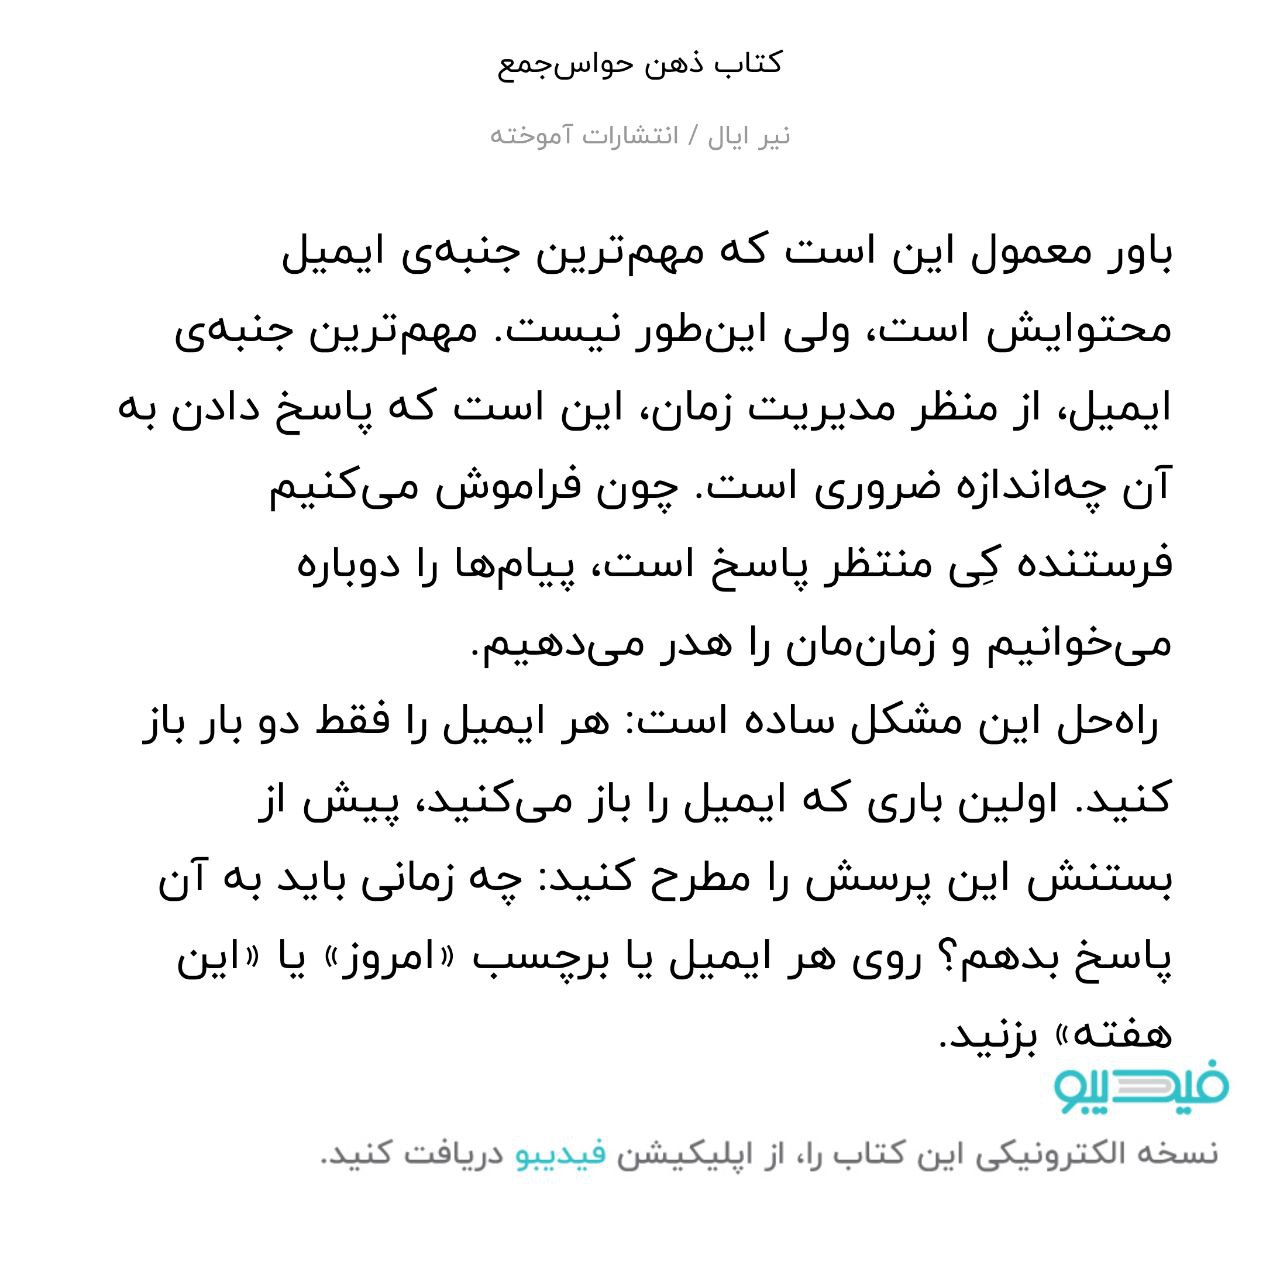 کتاب ذهن حواس‌جمع
نیر ایال / انتشارات آموخته
باور معمول این است که مهم‌ترین جنبه‌ی ایمیل
محتوایش است، ولی این‌طور نیست. مهم‌ترین جنبه‌ی
ایمیل، از منظر مدیریت زمان، این است که پاسخ دادن به
آن چه‌اندازه ضروری است. چون فراموش می‌کنیم
فرستنده کِی منتظر پاسخ است، پیام‌ها را دوباره
می‌خوانیم و زمان‌مان را هدر می‌دهیم.
راه‌حل این مشکل ساده است: هر ایمیل را فقط دو بار باز
کنید. اولین باری که ایمیل را باز می‌کنید، پیش از
بستنش این پرسش را مطرح کنید: چه زمانی باید به آن
پاسخ بدهم؟ روی هر ایمیل یا برچسب «امروز» یا «این
هفته» بزنید.
فیدیبو
نسخه الکترونیکی این کتاب را، از اپلیکیشن فیدیبو دریافت کنید.